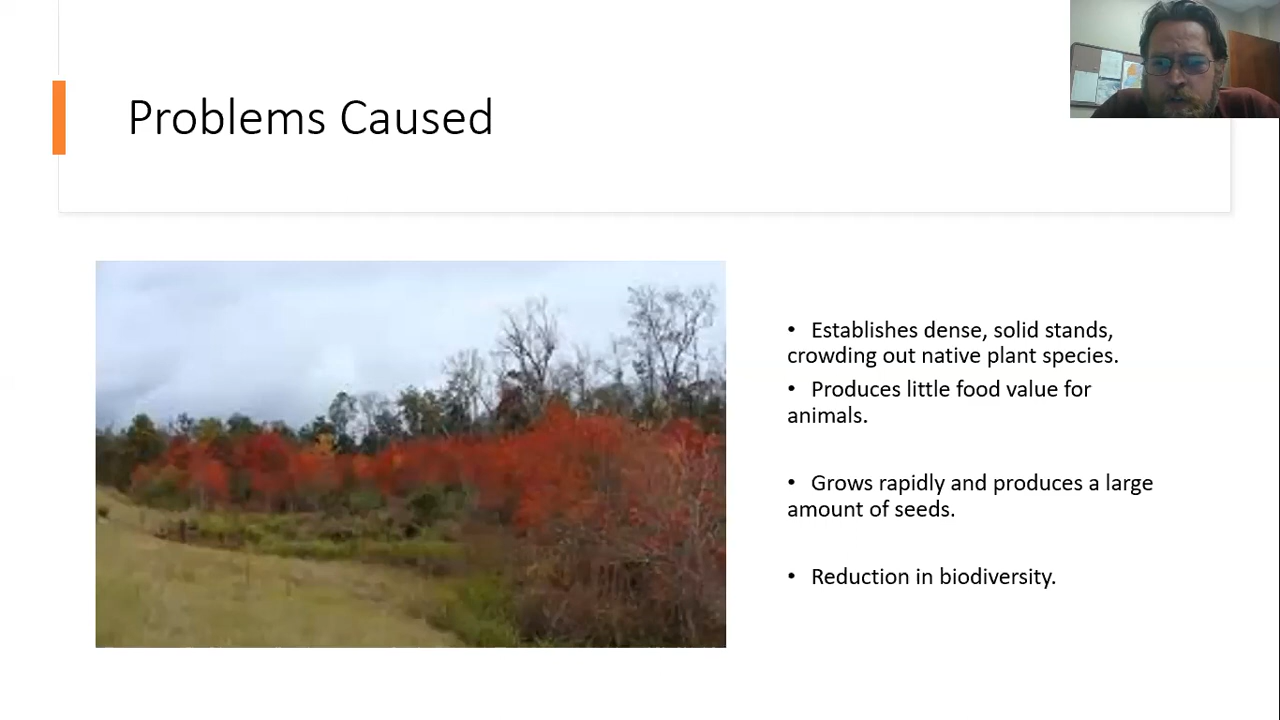 Problems Caused
• Establishes dense, solid stands,
crowding out native plant species.
• Produces little food value for
animals.
• Grows rapidly and produces a large
amount of seeds.
• Reduction in biodiversity.